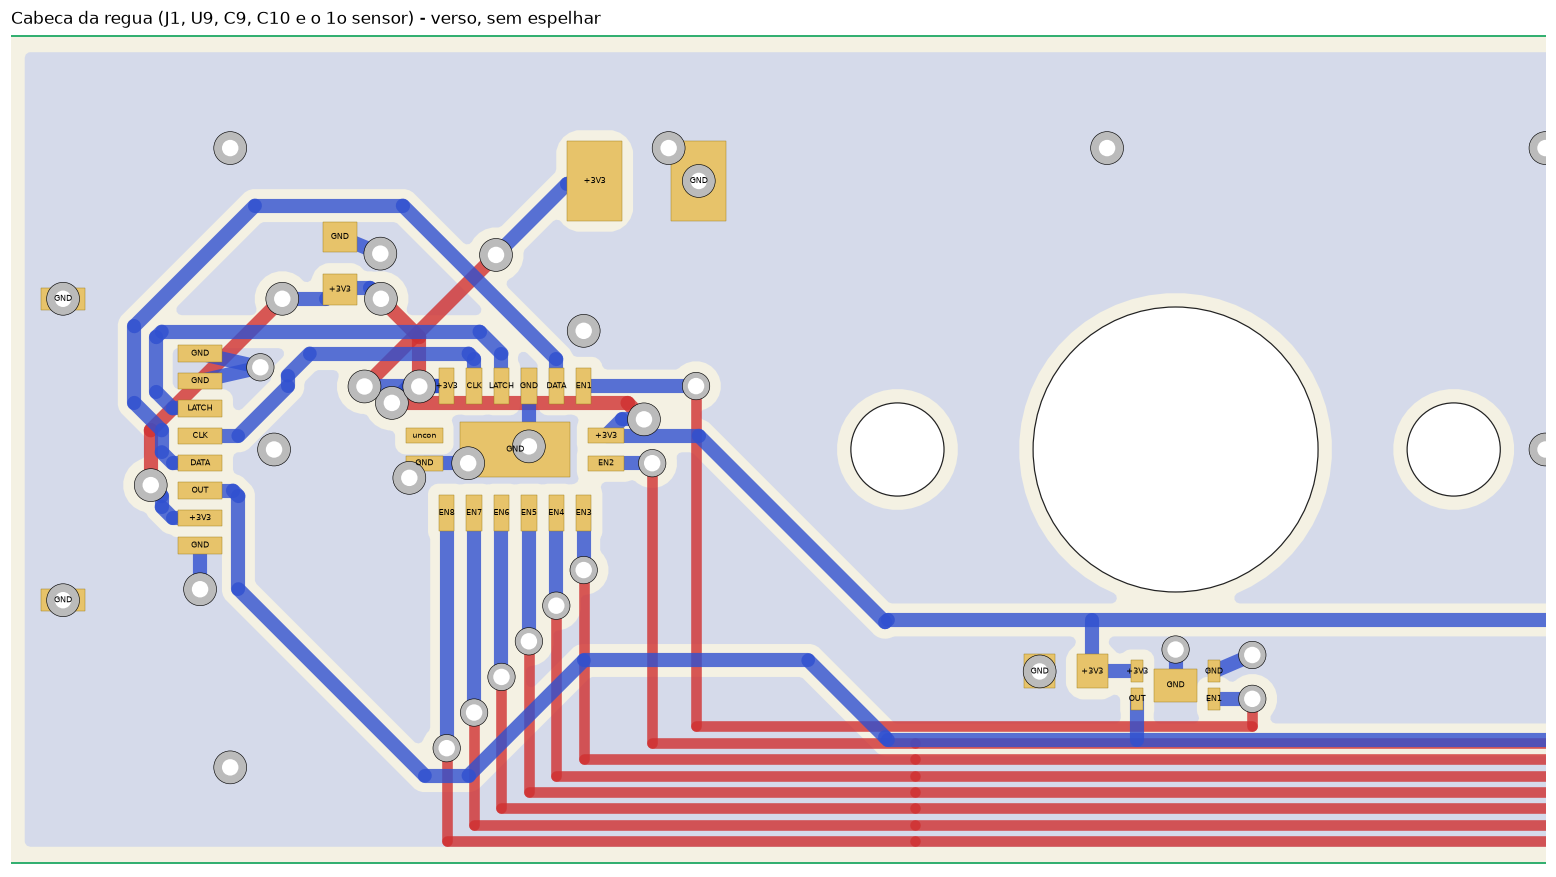 Cabeca da regua (J1, U9, C9, C10 e o 1o sensor) - verso, sem espelhar
+3V3
GND
GND
+3V3
GND
GND
GND
LATCH
CLK
DATA
OUT
+3V3
GND
GND
+3V3
CLK
LATCH
GND
DATA
EN1
uncon
GND
GND
+3V3
EN2
EN8
EN7
EN6
EN5
EN4
EN3
GND
+3V3
+3V3
OUT
GND
GND
EN1